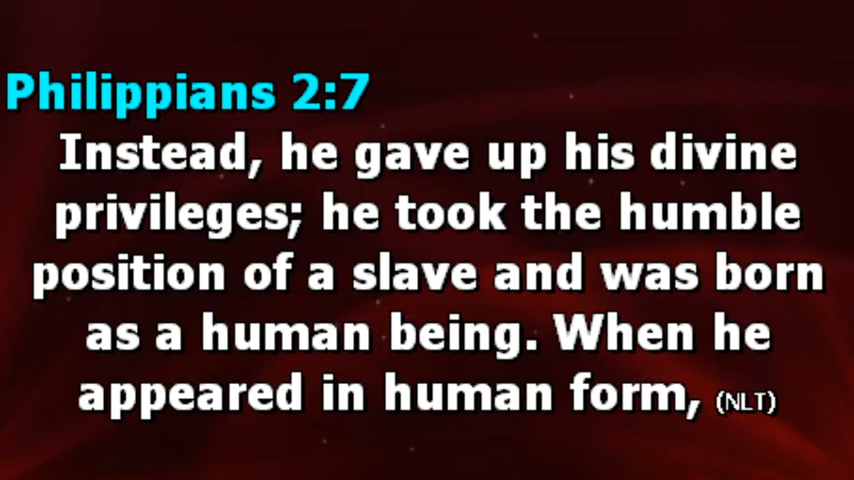 Philippians 2:7
Instead, he gave up his divine
privileges; he took the humble
position of a slave and was born
as a human being. When he
appeared in human form, (NLT)